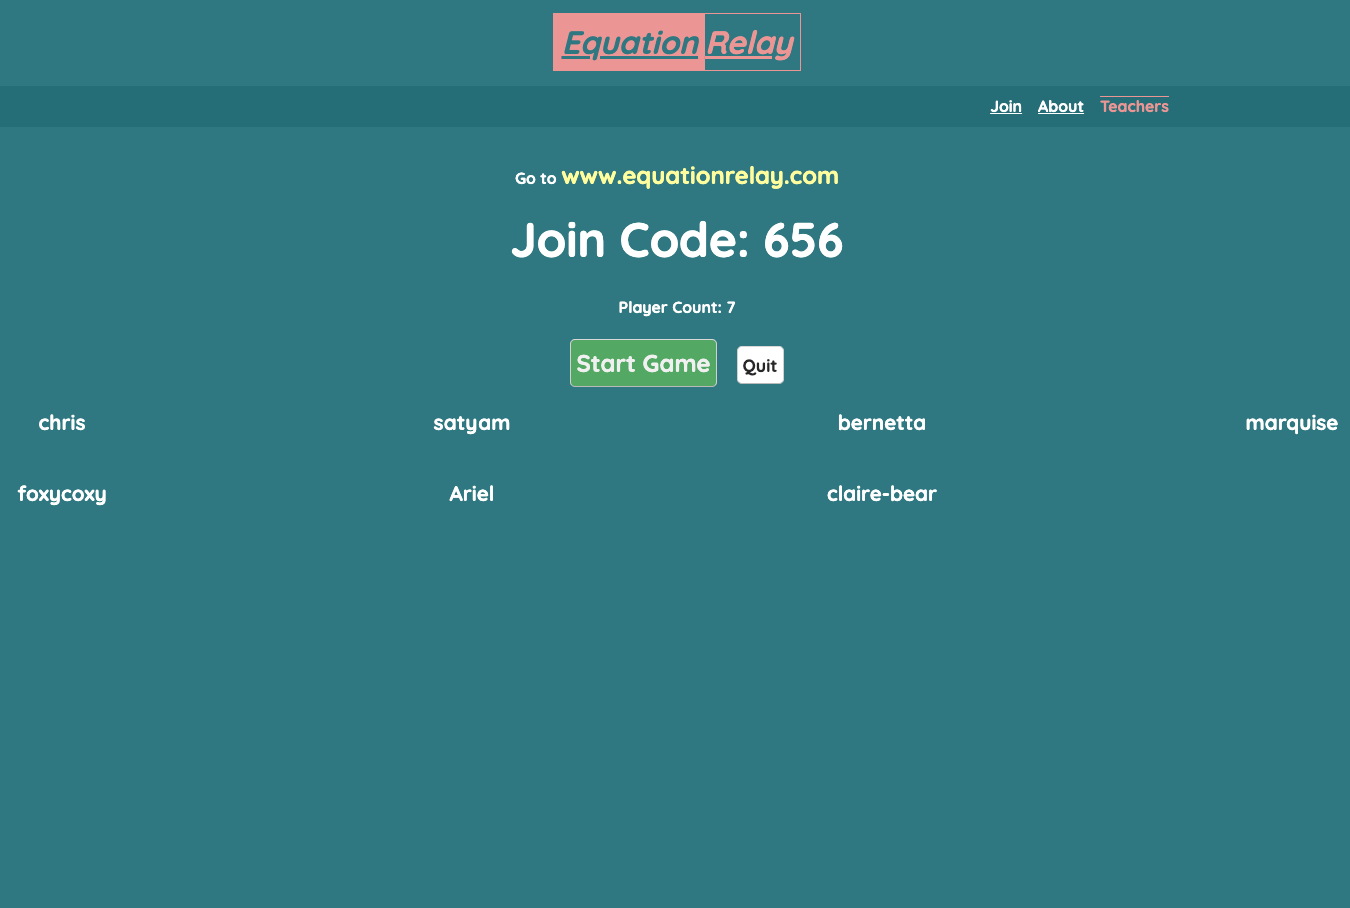 Equation Relay
Join About Teachers
Go to www.equationrelay.com
Join Code: 656
Player Count: 7
Start Game Quit
chris satyam bernetta marquise
foxycoxy Ariel claire-bear